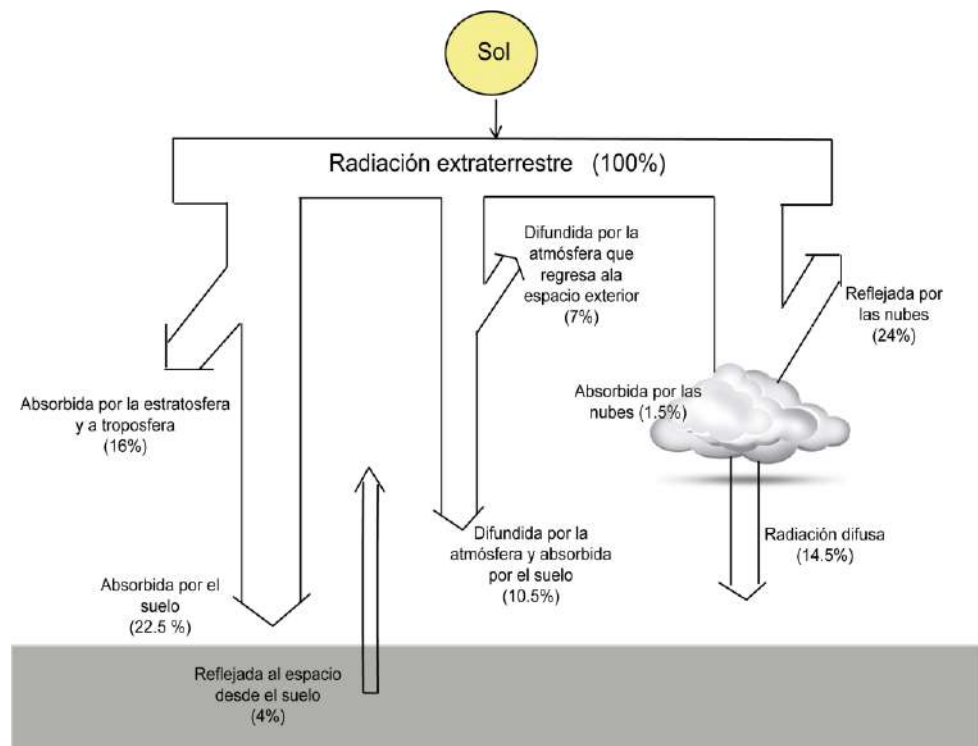 Sol
Radiación extraterrestre (100%)
Difundida por la
atmósfera que
regresa ala
espacio exterior
(7%)
Reflejada por
las nubes
(24%)
Absorbida por la estratosfera
y a troposfera
(16%)
Absorbida por las
nubes (1.5%)
Difundida por la
atmósfera y absorbida
por el suelo
(10.5%)
Radiación difusa
(14.5%)
Absorbida por el
suelo
(22.5 %)
Reflejada al espacio
desde el suelo
(4%)